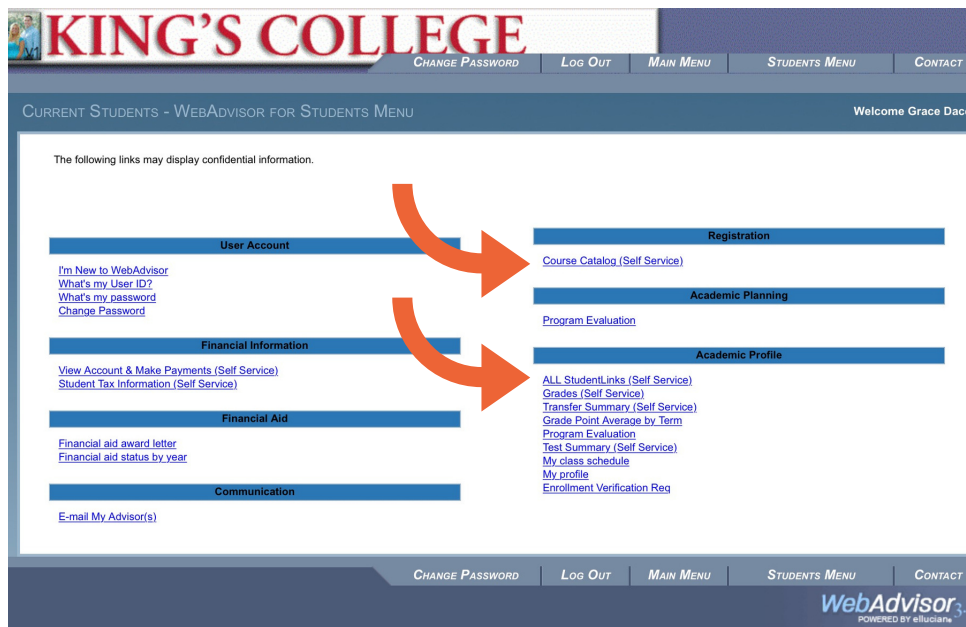 KING'S COLLEGE
CHANGE PASSWORD LOG OUT MAIN MENU STUDENTS MENU CONTACT
CURRENT STUDENTS - WEBADVISOR FOR STUDENTS MENU
Welcome Grace Dac
The following links may display confidential information.
User Account
I'm New to WebAdvisor
What's my User ID?
What's my password
Change Password
Financial Information
View Account & Make Payments (Self Service)
Student Tax Information (Self Service)
Financial Aid
Financial aid award letter
Financial aid status by year
Communication
E-mail My Advisor(s)
Registration
Course Catalog (Self Service)
Academic Planning
Program Evaluation
Academic Profile
ALL StudentLinks (Self Service)
Grades (Self Service)
Transfer Summary (Self Service)
Grade Point Average by Term
Program Evaluation
Test Summary (Self Service)
My class schedule
My profile
Enrollment Verification Req
CHANGE PASSWORD LOG OUT MAIN MENU STUDENTS MENU CONTACT
WebAdvisor 3.
POWERED BY ellucian